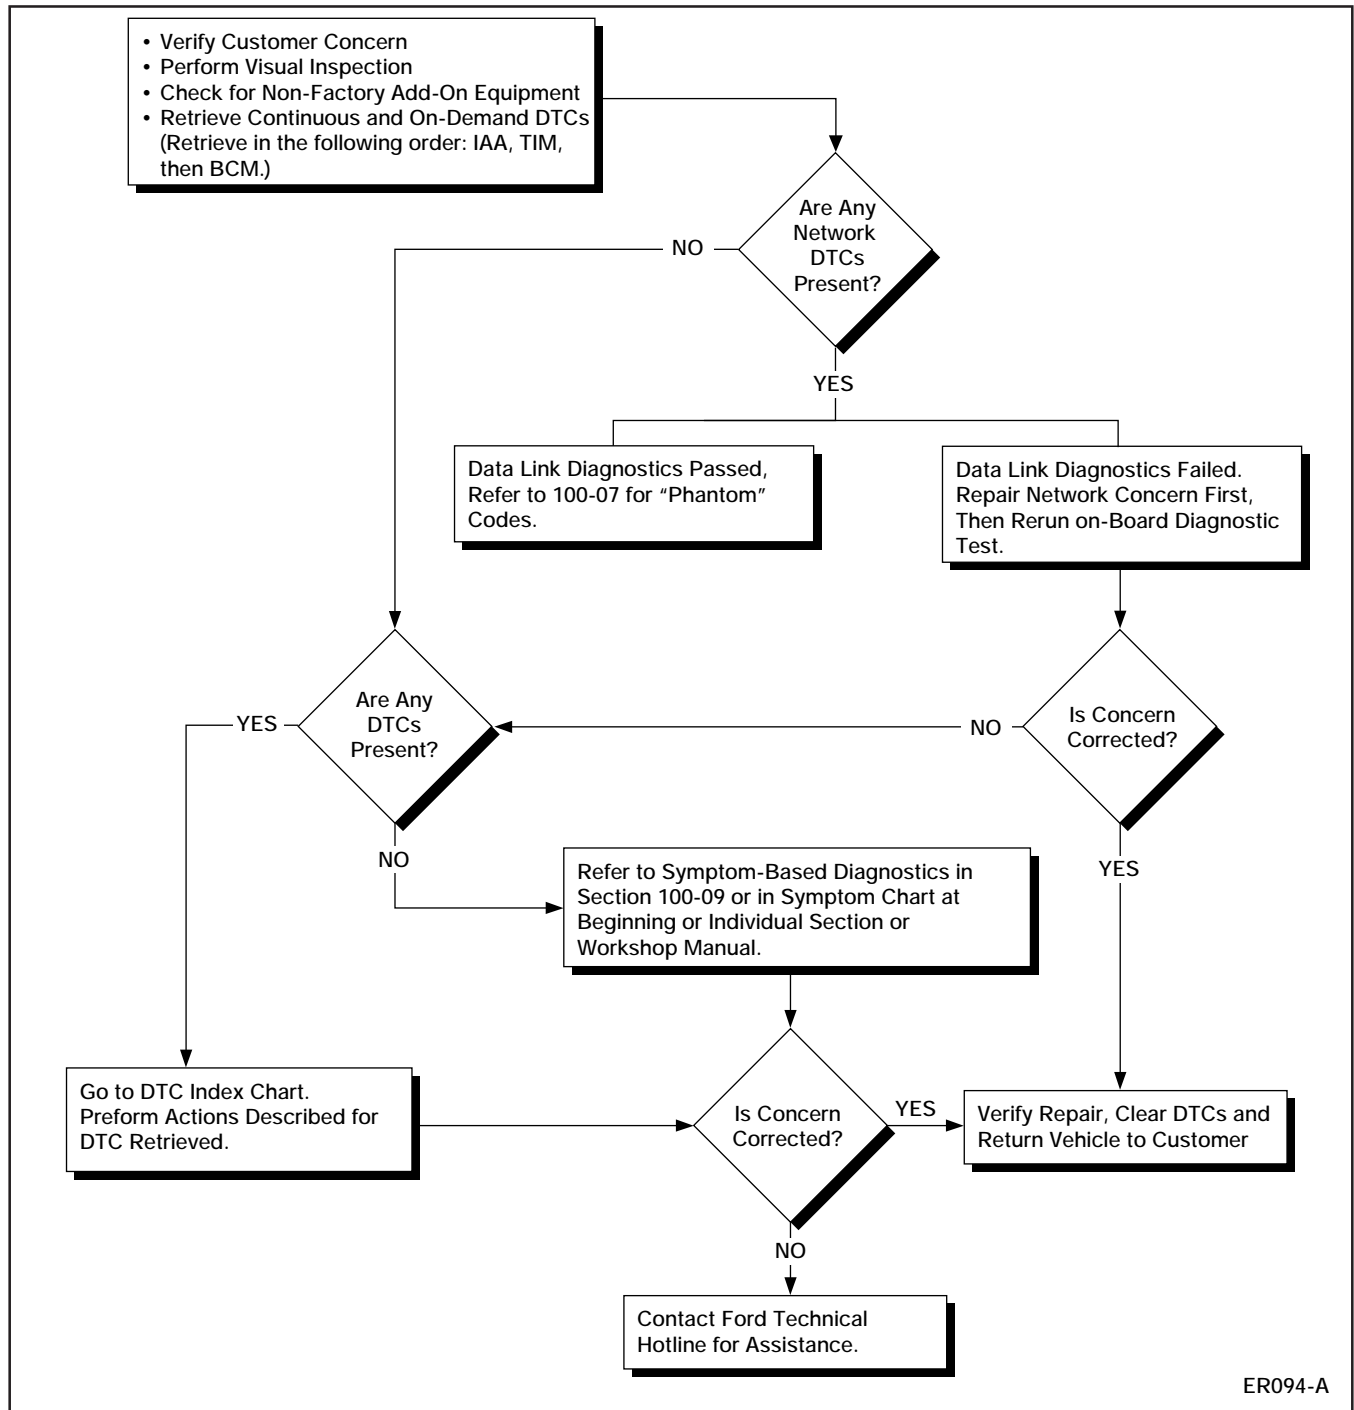 • Verify Customer Concern
• Perform Visual Inspection
• Check for Non-Factory Add-On Equipment
• Retrieve Continuous and On-Demand DTCs
(Retrieve in the following order: IAA, TIM,
then BCM.)
Are Any
Network
DTCs
Present?
NO
YES
Data Link Diagnostics Passed,
Refer to 100-07 for “Phantom”
Codes.
Data Link Diagnostics Failed.
Repair Network Concern First,
Then Rerun on-Board Diagnostic
Test.
Are Any
DTCs
Present?
YES
NO
Is Concern
Corrected?
NO
YES
Refer to Symptom-Based Diagnostics in
Section 100-09 or in Symptom Chart at
Beginning or Individual Section or
Workshop Manual.
Go to DTC Index Chart.
Preform Actions Described for
DTC Retrieved.
Is Concern
Corrected?
YES
Verify Repair, Clear DTCs and
Return Vehicle to Customer
NO
Contact Ford Technical
Hotline for Assistance.
ER094-A